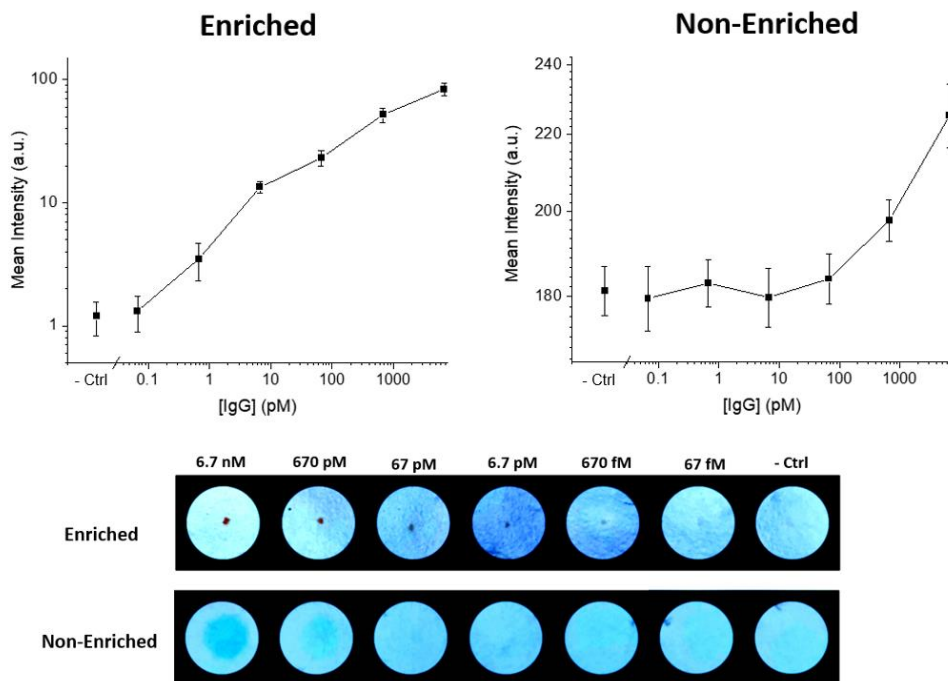 Enriched
Non-Enriched
100
10
1
Mean Intensity (a.u.)
- Ctrl
0.1
1
10
100
1000
[IgG] (pM)
240
220
200
180
Mean Intensity (a.u.)
- Ctrl
0.1
1
10
100
1000
[IgG] (pM)
6.7 nM 670 pM 67 pM 6.7 pM 670 fM 67 fM - Ctrl
Enriched
Non-Enriched